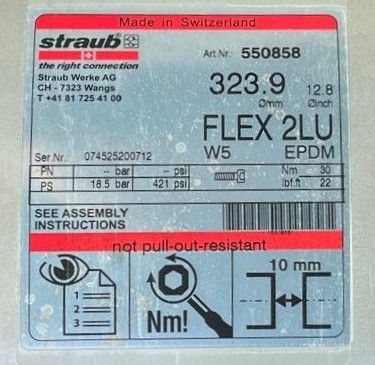 Made in Switzerland
straub
the right connection
Straub Werke AG
CH - 7323 Wangs
T +41 81 725 41 00
Art Nr. 550858
323.9 12.8
Ømm Øinch
FLEX 2LU
W5 EPDM
Ser Nr. 074525200712
PN -- bar -- psi Nm 30
PS 18.5 bar 421 psi lbf.ft 22
SEE ASSEMBLY
INSTRUCTIONS
not pull-out-resistant
1
2
3
Nm!
10 mm